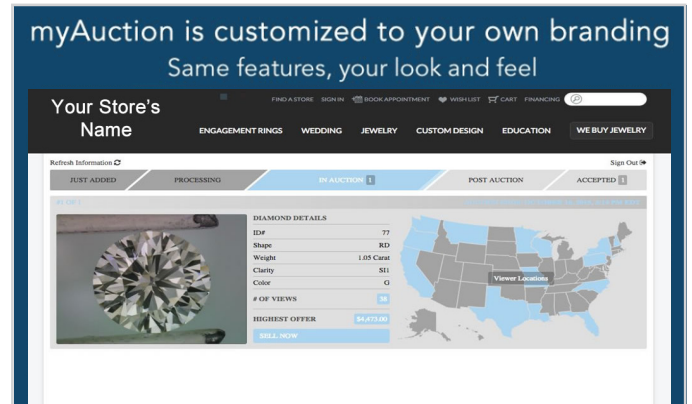 myAuction is customized to your own branding
Same features, your look and feel
Your Store's
Name
FIND A STORE SIGN IN BOOK APPOINTMENT WISH LIST CART FINANCING
ENGAGEMENT RINGS WEDDING JEWELRY CUSTOM DESIGN EDUCATION WE BUY JEWELRY
Refresh Information Sign Out
JUST ADDED PROCESSING IN AUCTION 1 POST AUCTION ACCEPTED 1
#1 OF 1
DIAMOND DETAILS
ID# 77
Shape RD
Weight 1.05 Carat
Clarity SI1
Color G
# OF VIEWS 38
HIGHEST OFFER $4,473.00
SELL NOW
Viewer Locations